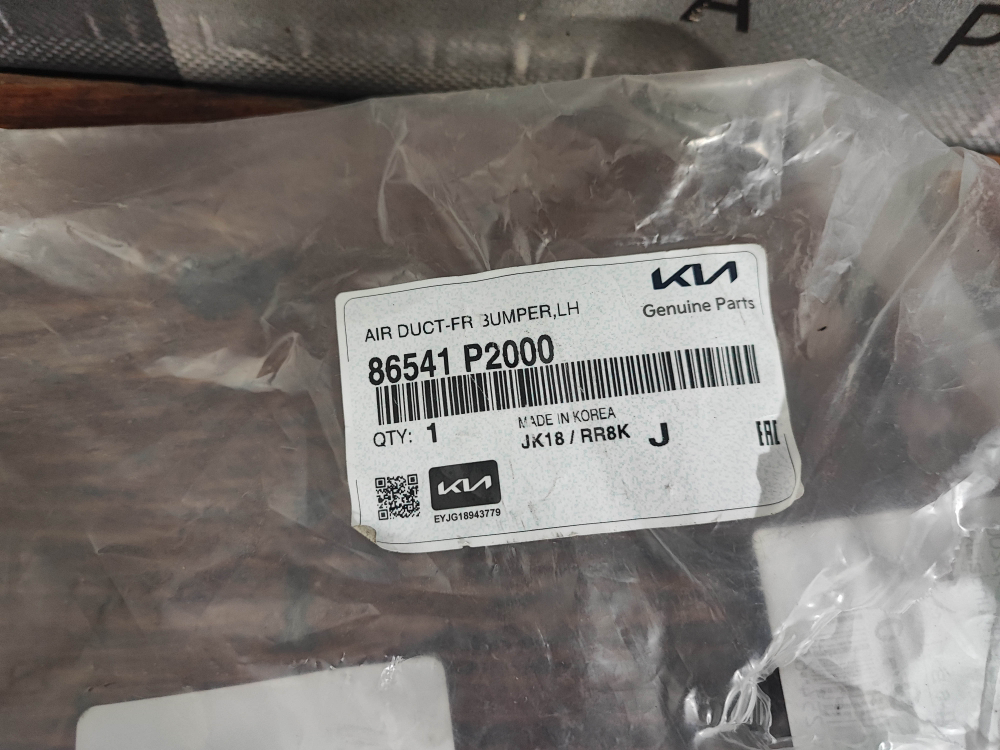 A
P
KIA
Genuine Parts
AIR DUCT-FR BUMPER,LH
86541 P2000
QTY: 1
MADE IN KOREA
JK18 / RR8K J
EAC
KIA
EYJG18943779